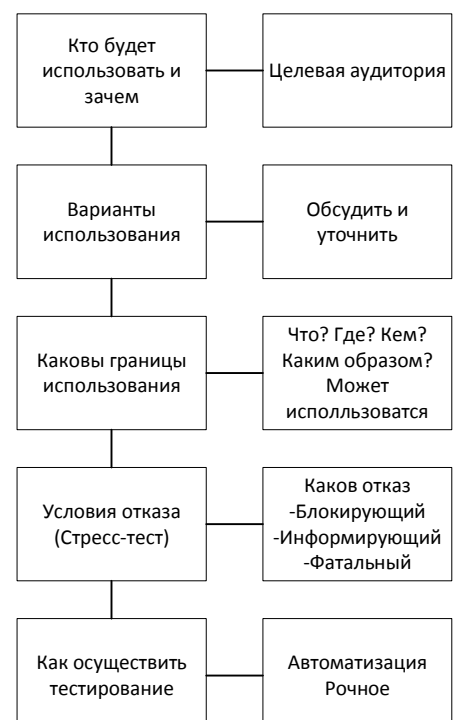 Кто будет
использовать и
зачем
Целевая аудитория
Варианты
использования
Обсудить и
уточнить
Каковы границы
использования
Что? Где? Кем?
Каким образом?
Может
исполльзоватся
Условия отказа
(Стресс-тест)
Каков отказ
-Блокирующий
-Информирующий
-Фатальный
Как осуществить
тестирование
Автоматизация
Рочное